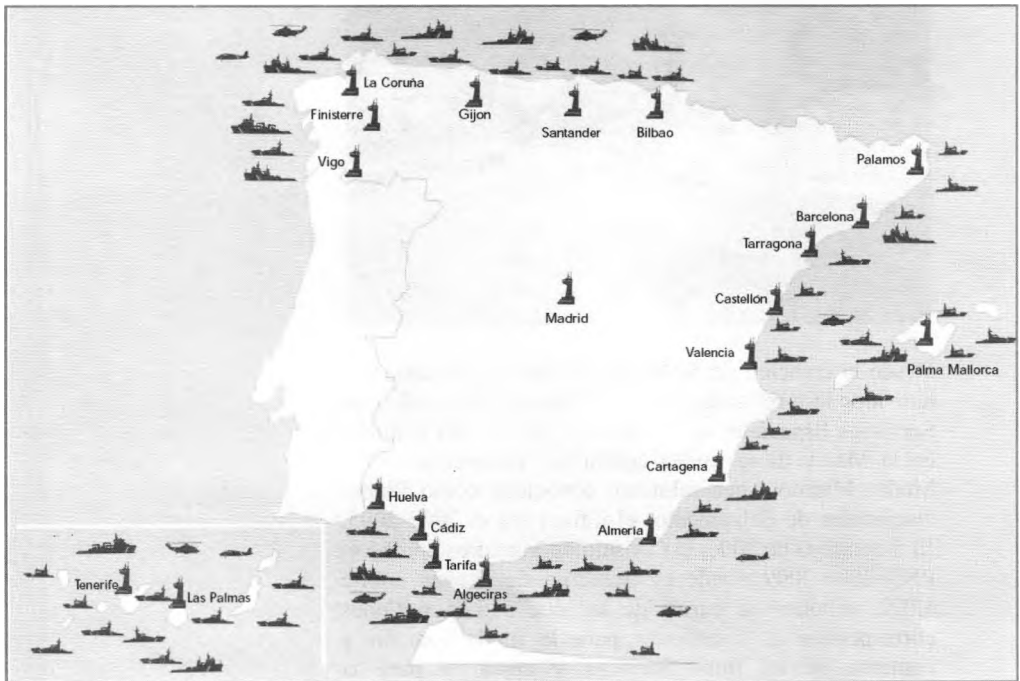 La Coruña
Finisterre
Gijon
Santander
Bilbao
Vigo
Palamos
Barcelona
Tarragona
Castellón
Madrid
Valencia
Palma Mallorca
Cartagena
Huelva
Cádiz
Almería
Tarifa
Algeciras
Tenerife
Las Palmas